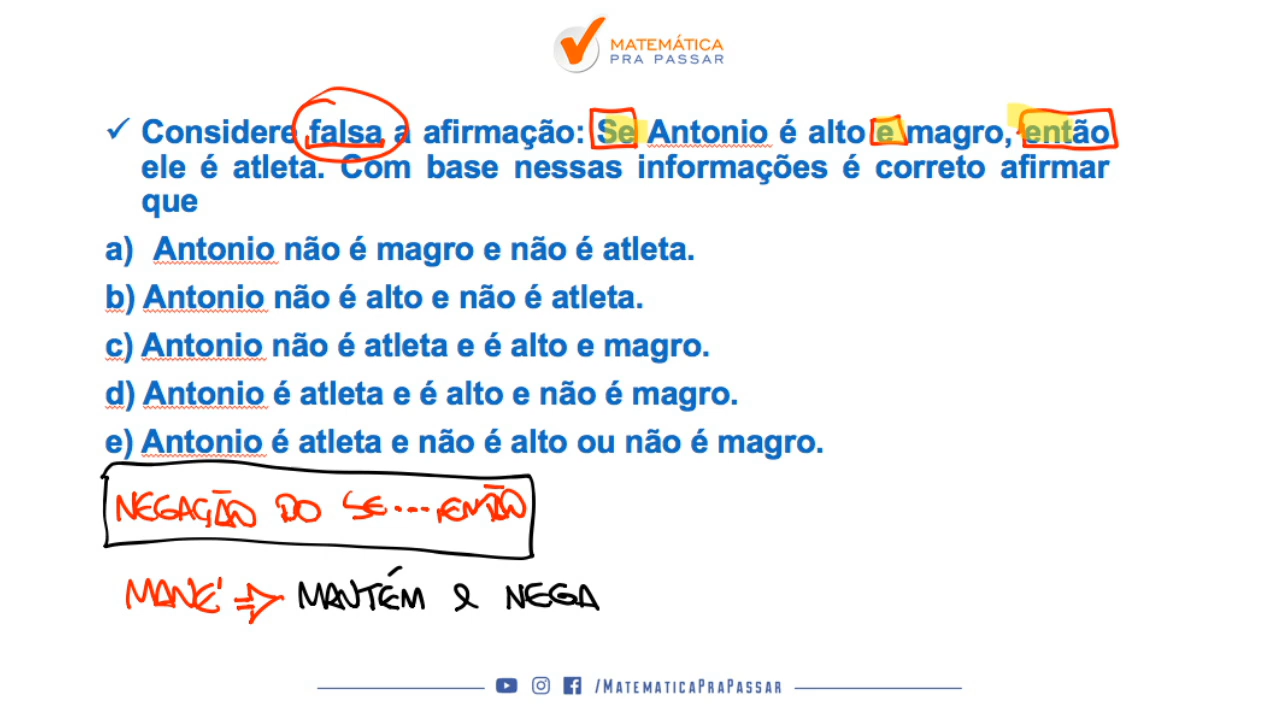 MATEMÁTICA
PRA PASSAR
✓ Considere falsa a afirmação: Se Antonio é alto e magro, então
ele é atleta. Com base nessas informações é correto afirmar
que
a) Antonio não é magro e não é atleta.
b) Antonio não é alto e não é atleta.
c) Antonio não é atleta e é alto e magro.
d) Antonio é atleta e é alto e não é magro.
e) Antonio é atleta e não é alto ou não é magro.
NEGAÇÃO DO SE...ENTÃO
MANÉ ⇒ MANTÉM e NEGA
/MATEMATICAPRAPASSAR